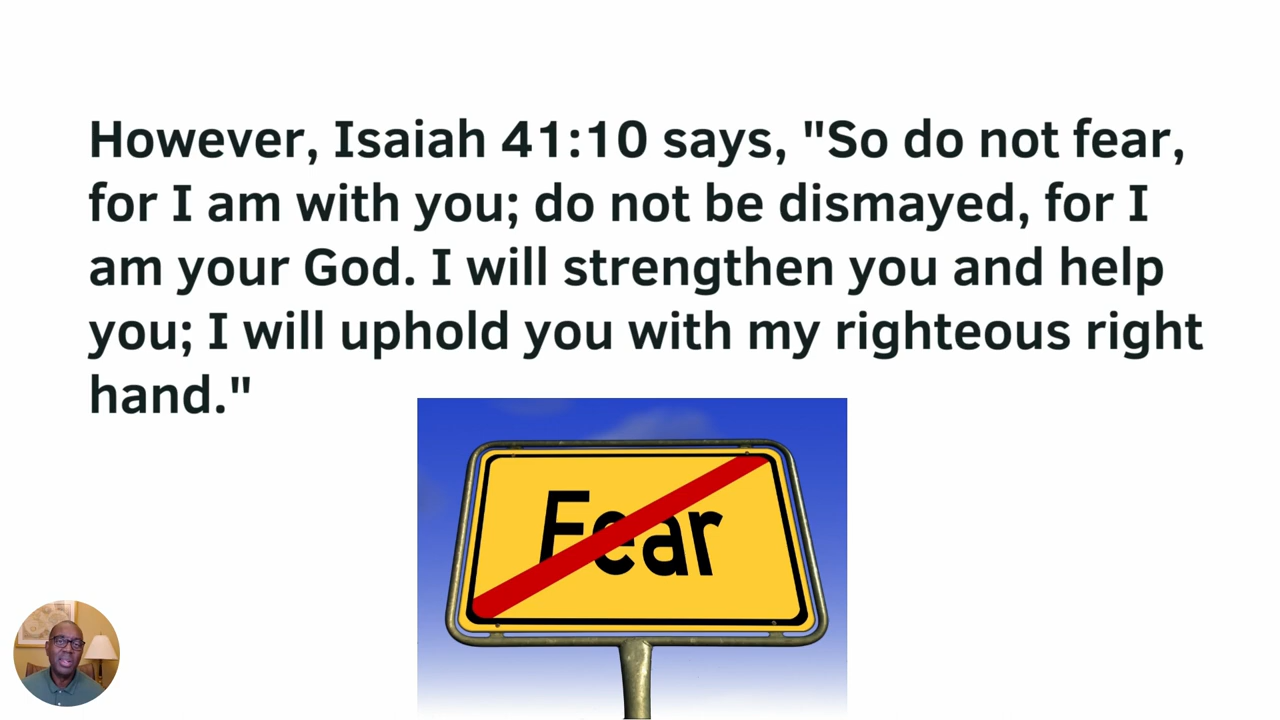 However, Isaiah 41:10 says, "So do not fear,
for I am with you; do not be dismayed, for I
am your God. I will strengthen you and help
you; I will uphold you with my righteous right
hand."
Fear